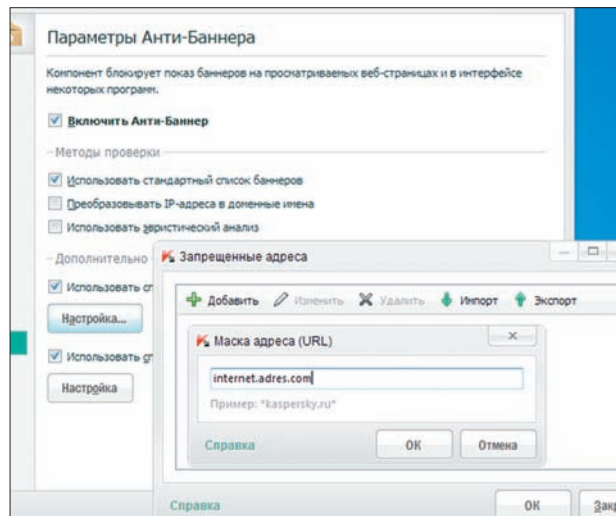 Параметры Анти-Баннера
Компонент блокирует показ баннеров на просматриваемых веб-страницах и в интерфейсе
некоторых программ.
Включить Анти-Баннер
Методы проверки
Использовать стандартный список баннеров
Преобразовывать IP-адреса в доменные имена
Использовать эвристический анализ
Дополнительно
Использовать
Настройка...
Использовать
Настройка
Запрещенные адреса
Добавить Изменить Удалить Импорт Экспорт
Маска адреса (URL)
internet.adres.com
Пример: *kaspersky.ru*
Справка OK Отмена
Справка OK